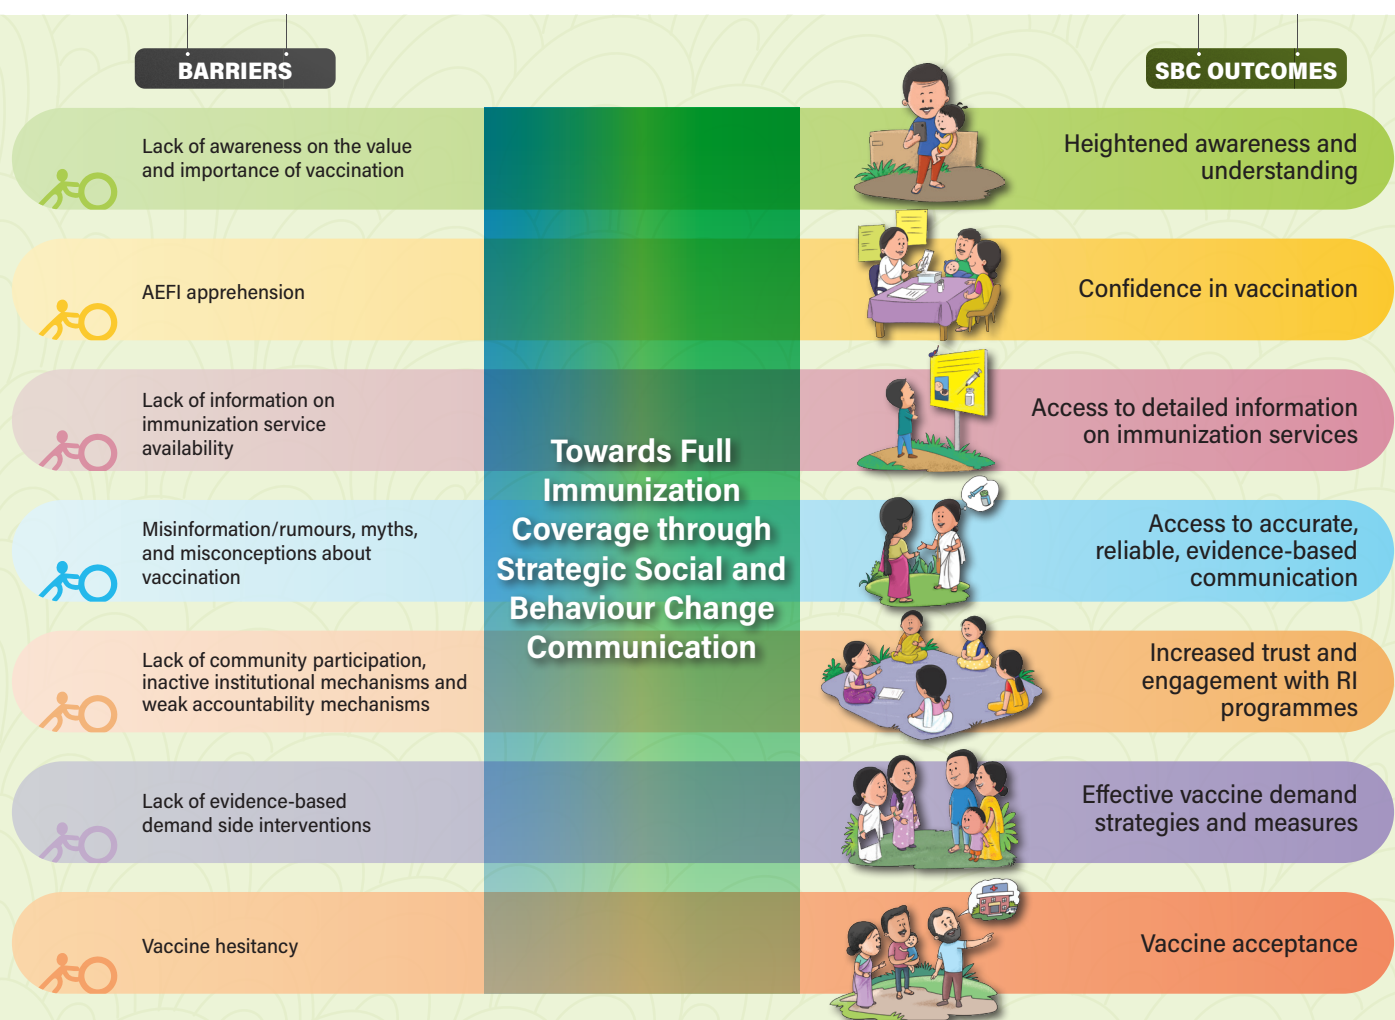 BARRIERS
SBC OUTCOMES
Lack of awareness on the value
and importance of vaccination
Heightened awareness and
understanding
AEFI apprehension
Confidence in vaccination
Lack of information on
immunization service
availability
Access to detailed information
on immunization services
Towards Full
Immunization
Coverage through
Strategic Social and
Behaviour Change
Communication
Misinformation/rumours, myths,
and misconceptions about
vaccination
Access to accurate,
reliable, evidence-based
communication
Lack of community participation,
inactive institutional mechanisms and
weak accountability mechanisms
Increased trust and
engagement with RI
programmes
Lack of evidence-based
demand side interventions
Effective vaccine demand
strategies and measures
Vaccine hesitancy
Vaccine acceptance